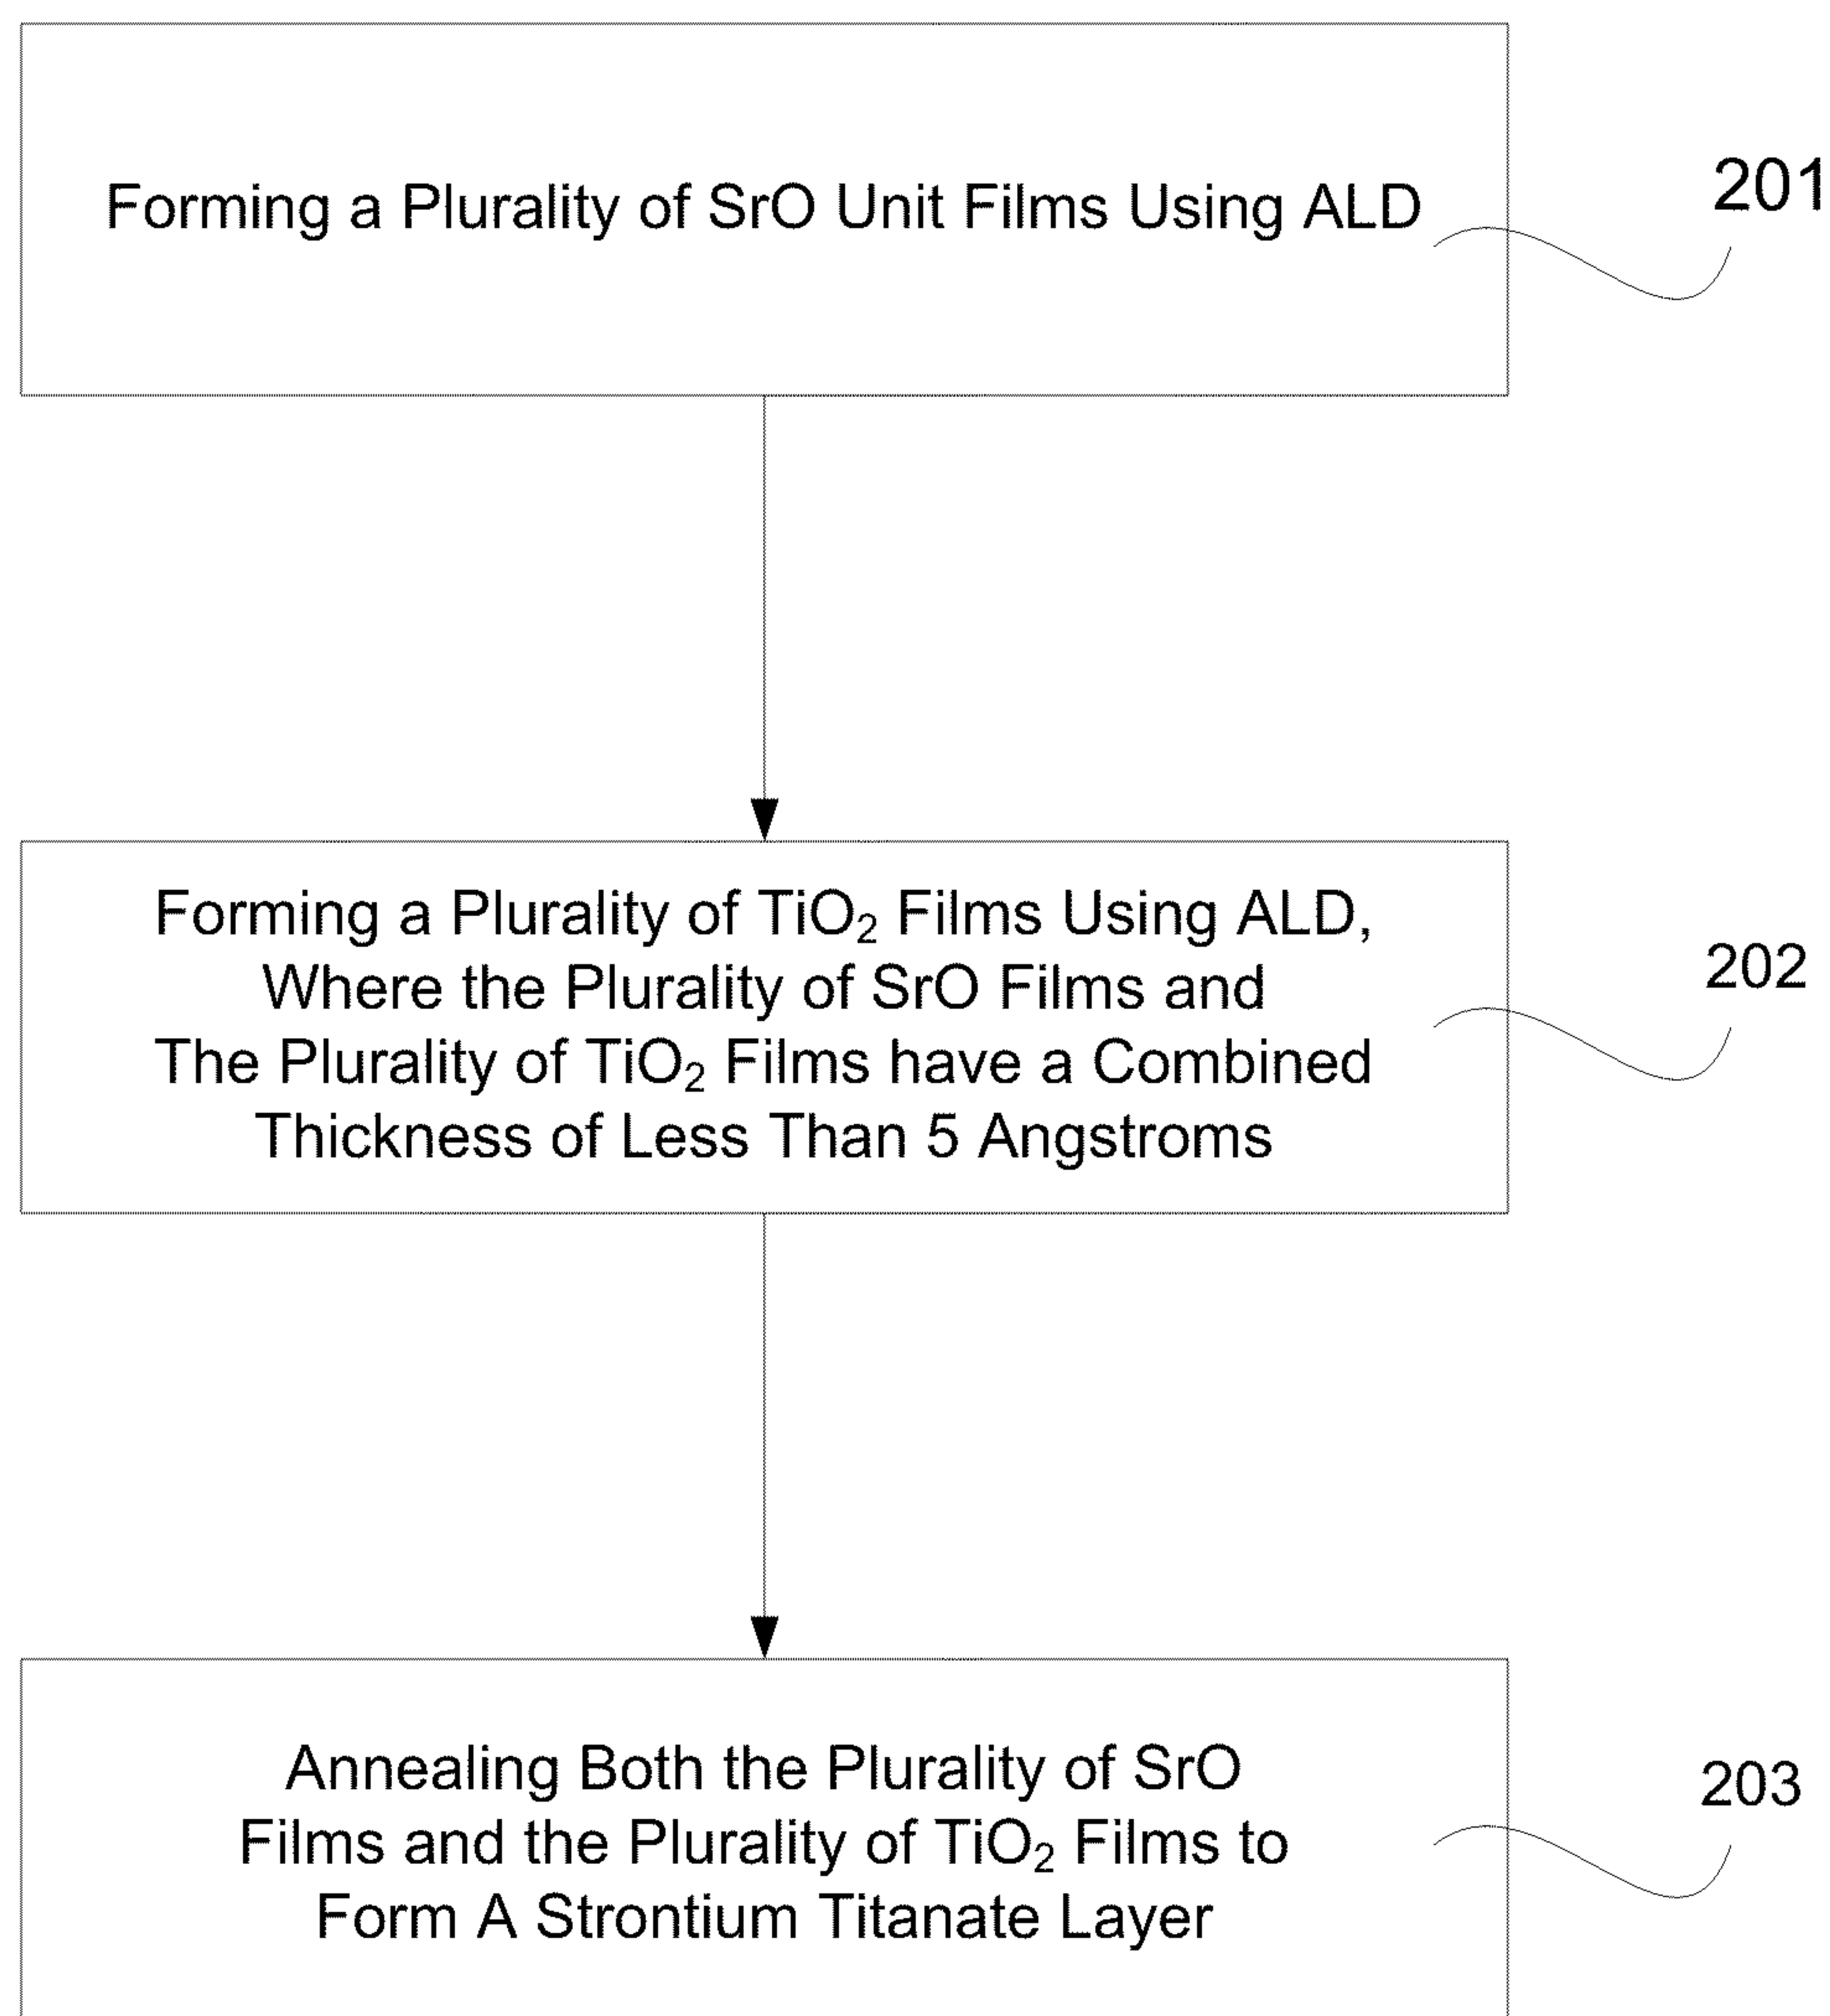 Forming a Plurality of SrO Unit Films Using ALD
201
Forming a Plurality of TiO₂ Films Using ALD,
Where the Plurality of SrO Films and
The Plurality of TiO₂ Films have a Combined
Thickness of Less Than 5 Angstroms
202
Annealing Both the Plurality of SrO
Films and the Plurality of TiO₂ Films to
Form A Strontium Titanate Layer
203